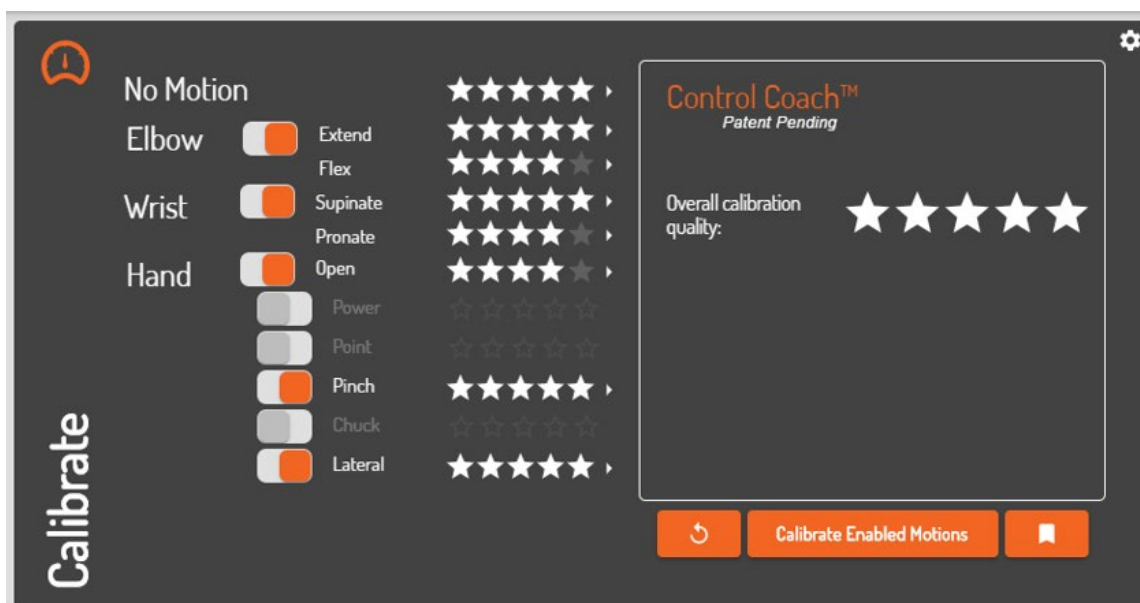 No Motion
Elbow Extend
Flex
Wrist Supinate
Pronate
Hand Open
Power
Point
Pinch
Chuck
Lateral
Calibrate
Control Coach™
Patent Pending
Overall calibration
quality:
Calibrate Enabled Motions